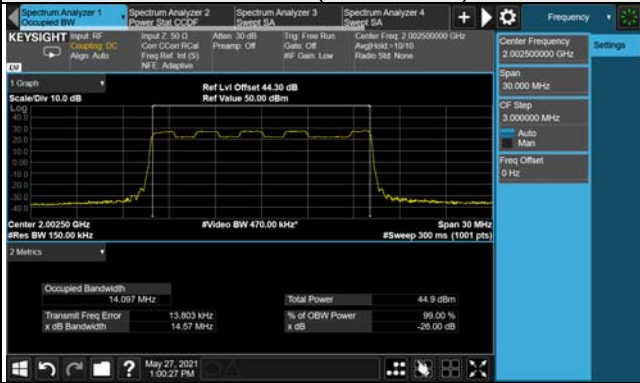 Spectrum Analyzer 1
Occupied BW
Spectrum Analyzer 2
Power Stat CCDF
Spectrum Analyzer 3
Swept SA
Spectrum Analyzer 4
Swept SA
Frequency
KEYSIGHT
Input: RF
Coupling: DC
Align: Auto
Input Z: 50 Ω
Corr CCorr RCal
Freq Ref: Int (S)
NFE: Adaptive
Atten: 30 dB
Preamp: Off
Trig: Free Run
Gate: Off
#IF Gain: Low
Center Freq: 2.002500000 GHz
Avg|Hold:>10/10
Radio Std: None
Center Frequency
2.002500000 GHz
Settings
Span
30.000 MHz
CF Step
3.000000 MHz
Auto
Man
Freq Offset
0 Hz
LXI
1 Graph
Scale/Div 10.0 dB
Ref Lvl Offset 44.30 dB
Ref Value 50.00 dBm
Log
40.0
30.0
20.0
10.0
0.00
-10.0
-20.0
-30.0
-40.0
Center 2.00250 GHz
#Res BW 150.00 kHz
#Video BW 470.00 kHz*
Span 30 MHz
#Sweep 300 ms (1001 pts)
2 Metrics
Occupied Bandwidth
14.097 MHz
Total Power 44.9 dBm
Transmit Freq Error 13.803 kHz
% of OBW Power 99.00 %
x dB Bandwidth 14.57 MHz
x dB -26.00 dB
May 27, 2021
1:00:27 PM